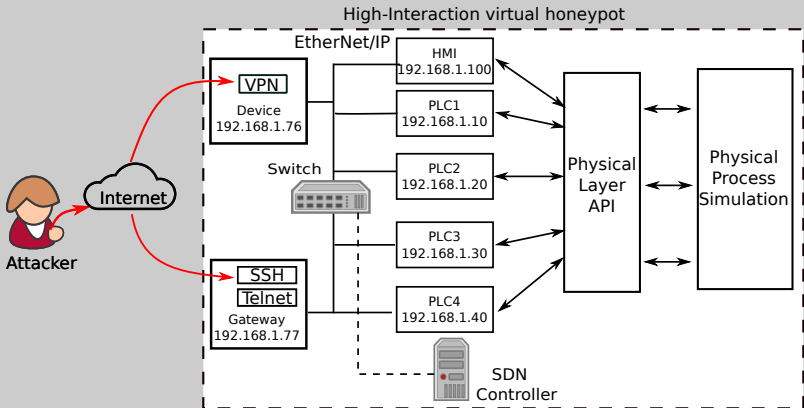 High-Interaction virtual honeypot
EtherNet/IP
VPN
Device
192.168.1.76
HMI
192.168.1.100
PLC1
192.168.1.10
Switch
PLC2
192.168.1.20
Physical
Layer
API
Physical
Process
Simulation
Internet
Attacker
PLC3
192.168.1.30
SSH
Telnet
Gateway
192.168.1.77
PLC4
192.168.1.40
SDN
Controller